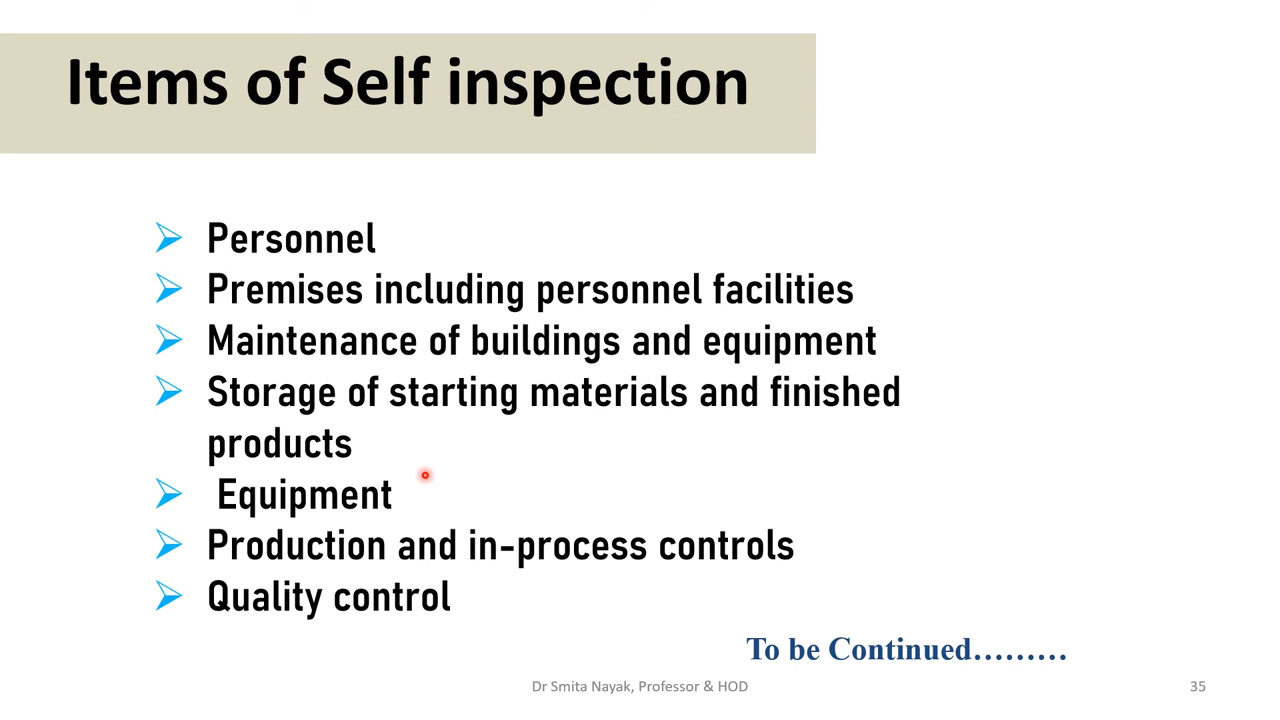 Items of Self inspection
Personnel
Premises including personnel facilities
Maintenance of buildings and equipment
Storage of starting materials and finished
products
Equipment
Production and in-process controls
Quality control
To be Continued.........
Dr Smita Nayak, Professor & HOD
35